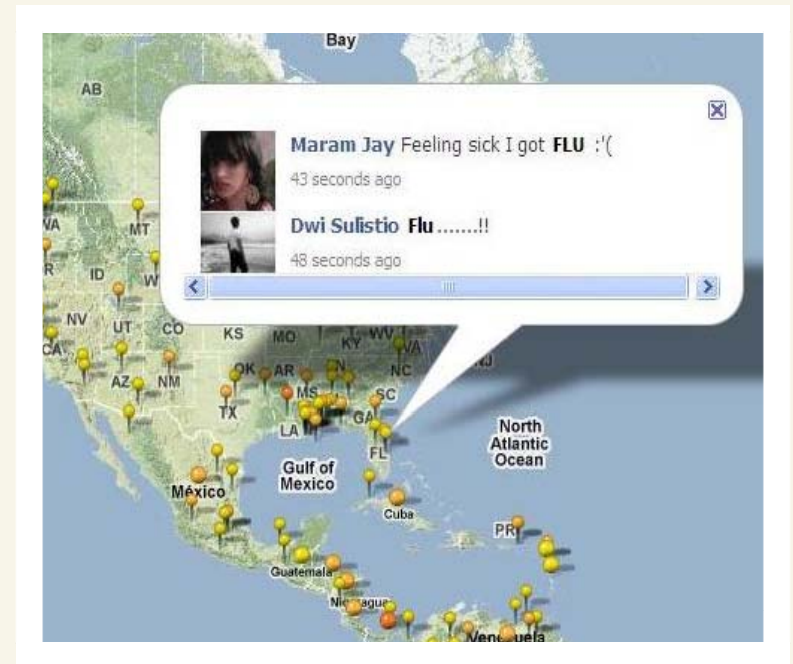 Bay
AB
Maram Jay Feeling sick I got FLU :'(
43 seconds ago
Dwi Sulistio Flu.......!!
48 seconds ago
MT
ID
NV
UT
CO
KS
MO
KY
WV
VA
CA
AZ
NM
OK
AR
NC
NJ
TX
MS
SC
LA
GA
FL
North
Atlantic
Ocean
Gulf of
Mexico
México
Cuba
PR
Guatemala
Venezuela